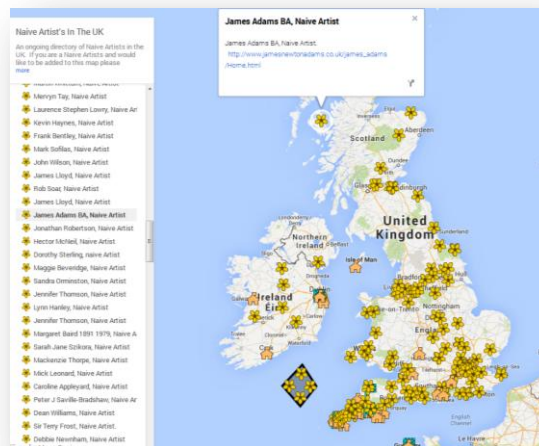 Naive Artist's In The UK
An ongoing directory of Naive Artists in the
UK. If you are a Naive Artists and would
like to be added to this map please
more
Mervyn Tay, Naive Artist
Laurence Stephen Lowry, Naive Ar
Kevin Haynes, Naive Artist
Frank Bentley, Naive Artist
Mark Sofilas, Naive Artist
John Wilson, Naive Artist
James Lloyd, Naive Artist
Rob Soar, Naive Artist
James Lloyd, Naive Artist
James Adams BA, Naive Artist
Jonathan Robertson, Naive Artist
Hector McNeil, Naive Artist
Dorothy Sterling, naive Artist
Maggie Beveridge, Naive Artist
Sandra Orminston, Naive Artist
Jennifer Thomson, Naive Artist
Lynn Hanley, Naive Artist
Jennifer Thomson, Naive Artist
Margaret Baird 1891 1979, Naive A
Sarah Jane Szikora, Naive Artist
Mackenzie Thorpe, Naive Artist
Mick Leonard, Naive Artist
Caroline Appleyard, Naive Artist
Peter J Saville-Bradshaw, Naive Ar
Dean Williams, Naive Artist
Sir Terry Frost, Naive Artist.
Debbie Newnham, Naive Artist
James Adams BA, Naive Artist
James Adams BA, Naive Artist.
http://www.jamesnewtonadams.co.uk/james_adams
/Home.html
Inverness
Aberdeen
Scotland
Dundee
Edinburgh
United
Kingdom
Northern
Ireland
Sunderland
Isle of Man
Ireland
Nottingham
Cork
English
Channel
Le Havre